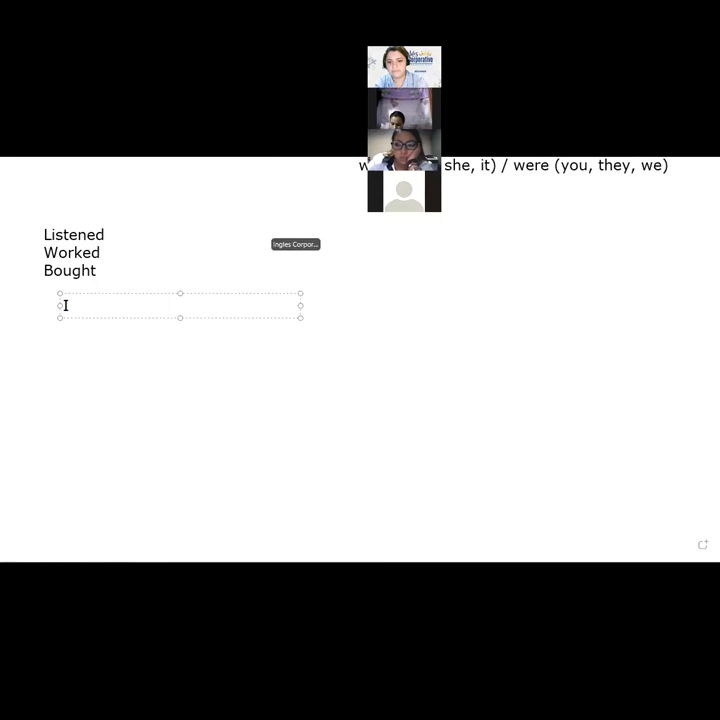 she, it) / were (you, they, we)
Listened
Worked
Bought
Ingles Corpor...